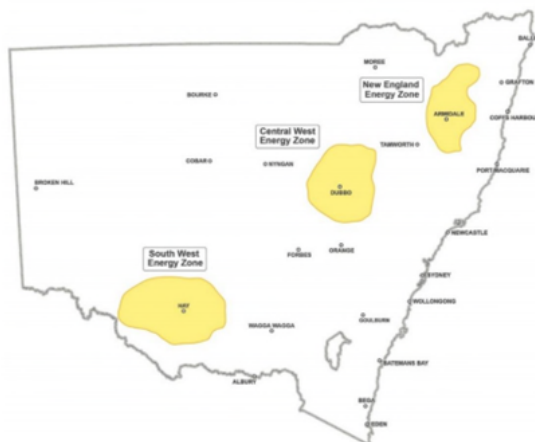 BALL
MOREE
New England
Energy Zone
GRAFTON
BOURKE
ARMIDALE
COFFS HARBOUR
Central West
Energy Zone
TAMWORTH
COBAR
NYNGAN
PORT MACQUARIE
BROKEN HILL
DUBBO
NEWCASTLE
ORANGE
FORBES
South West
Energy Zone
SYDNEY
WOLLONGONG
HAY
GOULBURN
WAGGA WAGGA
BATEMANS BAY
ALBURY
BEGA
EDEN